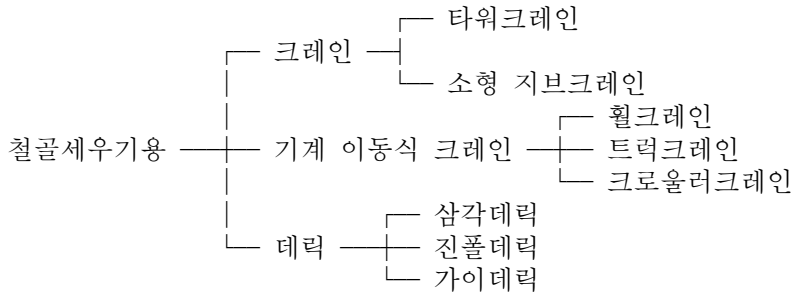 타워크레인
크레인
소형 지브크레인
휠크레인
철골세우기용 기계 이동식 크레인 트럭크레인
크로울러크레인
삼각데릭
데릭 진폴데릭
가이데릭